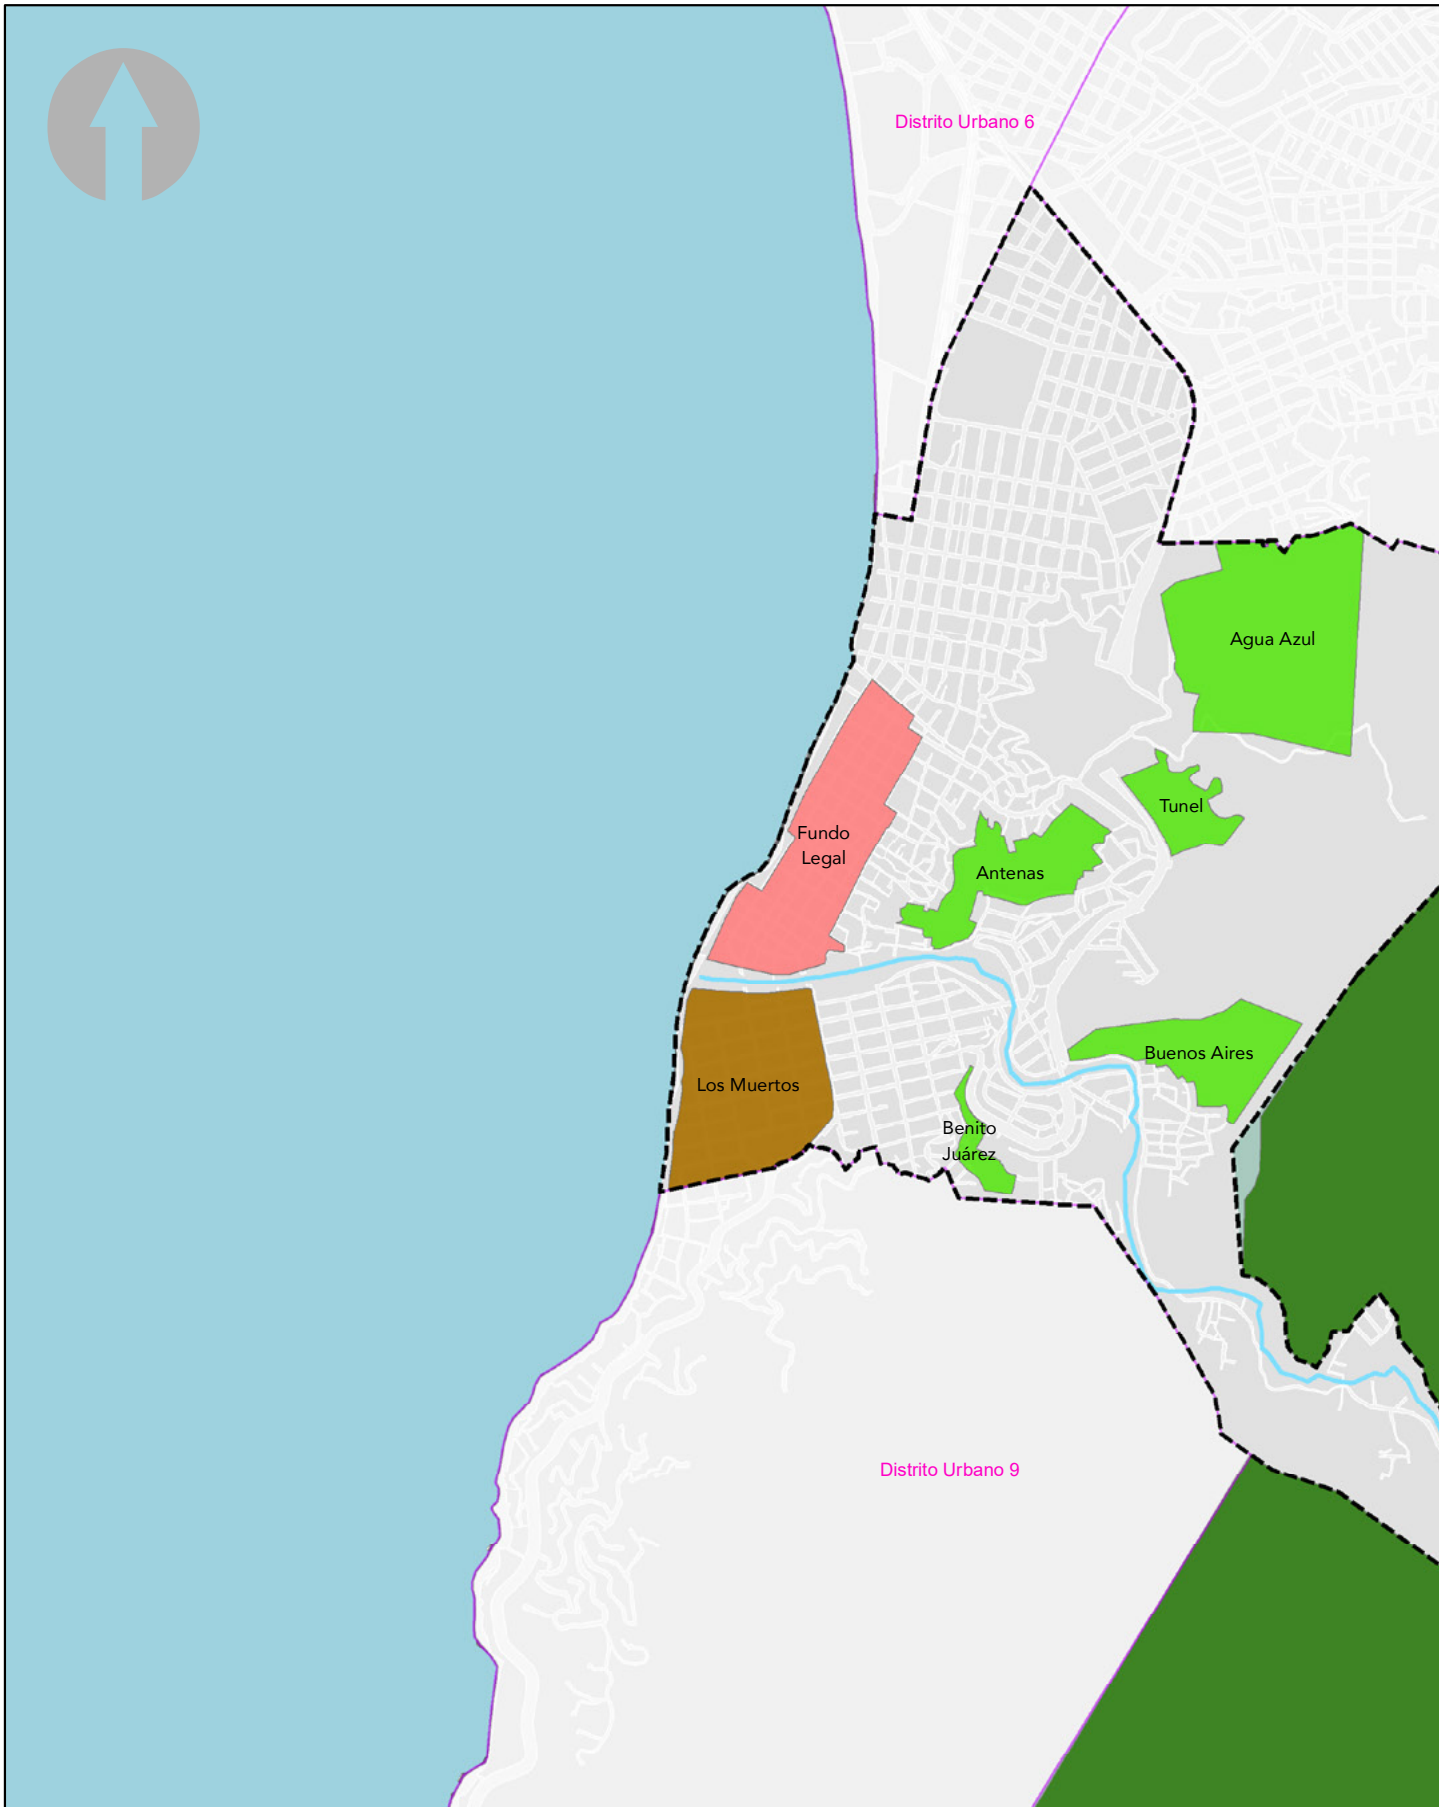 Distrito Urbano 6
Agua Azul
Tunel
Fundo
Legal
Antenas
Buenos Aires
Los Muertos
Benito
Juárez
Distrito Urbano 9